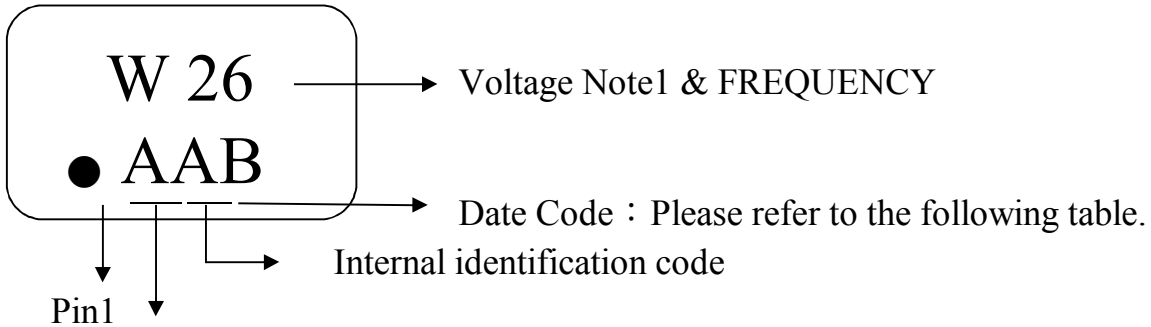 W 26
Voltage Note1 & FREQUENCY
● AAB
Date Code：Please refer to the following table.
Internal identification code
Pin1